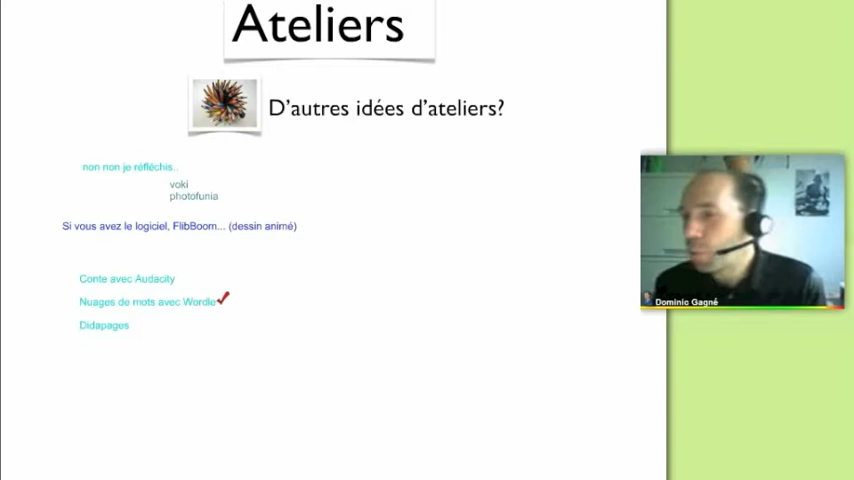 Ateliers
D'autres idées d'ateliers?
non non je réfléchis..
voki
photofunia
Si vous avez le logiciel, FlibBoom... (dessin animé)
Conte avec Audacity
Nuages de mots avec Wordle
Didapages
Dominic Gagné